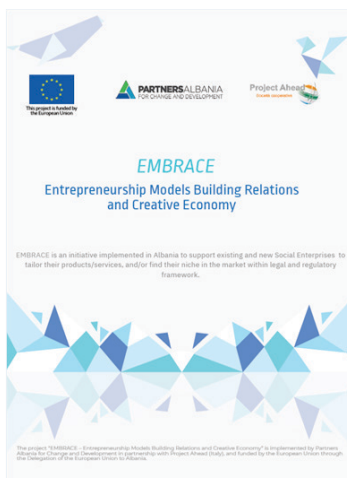 This project is funded by
the European Union
PARTNERSALBANIA
FOR CHANGE AND DEVELOPMENT
Project Ahead
EMBRACE
Entrepreneurship Models Building Relations
and Creative Economy
EMBRACE is an initiative implemented in Albania to support existing and new Social Enterprises to
tailor their products/services, and/or find their niche in the market within legal and regulatory
framework.
The project "EMBRACE - Entrepreneurship Models Building Relations and Creative Economy" is implemented by Partners
Albania for Change and Development in partnership with Project Ahead (Italy), and funded by the European Union through
the Delegation of the European Union to Albania.